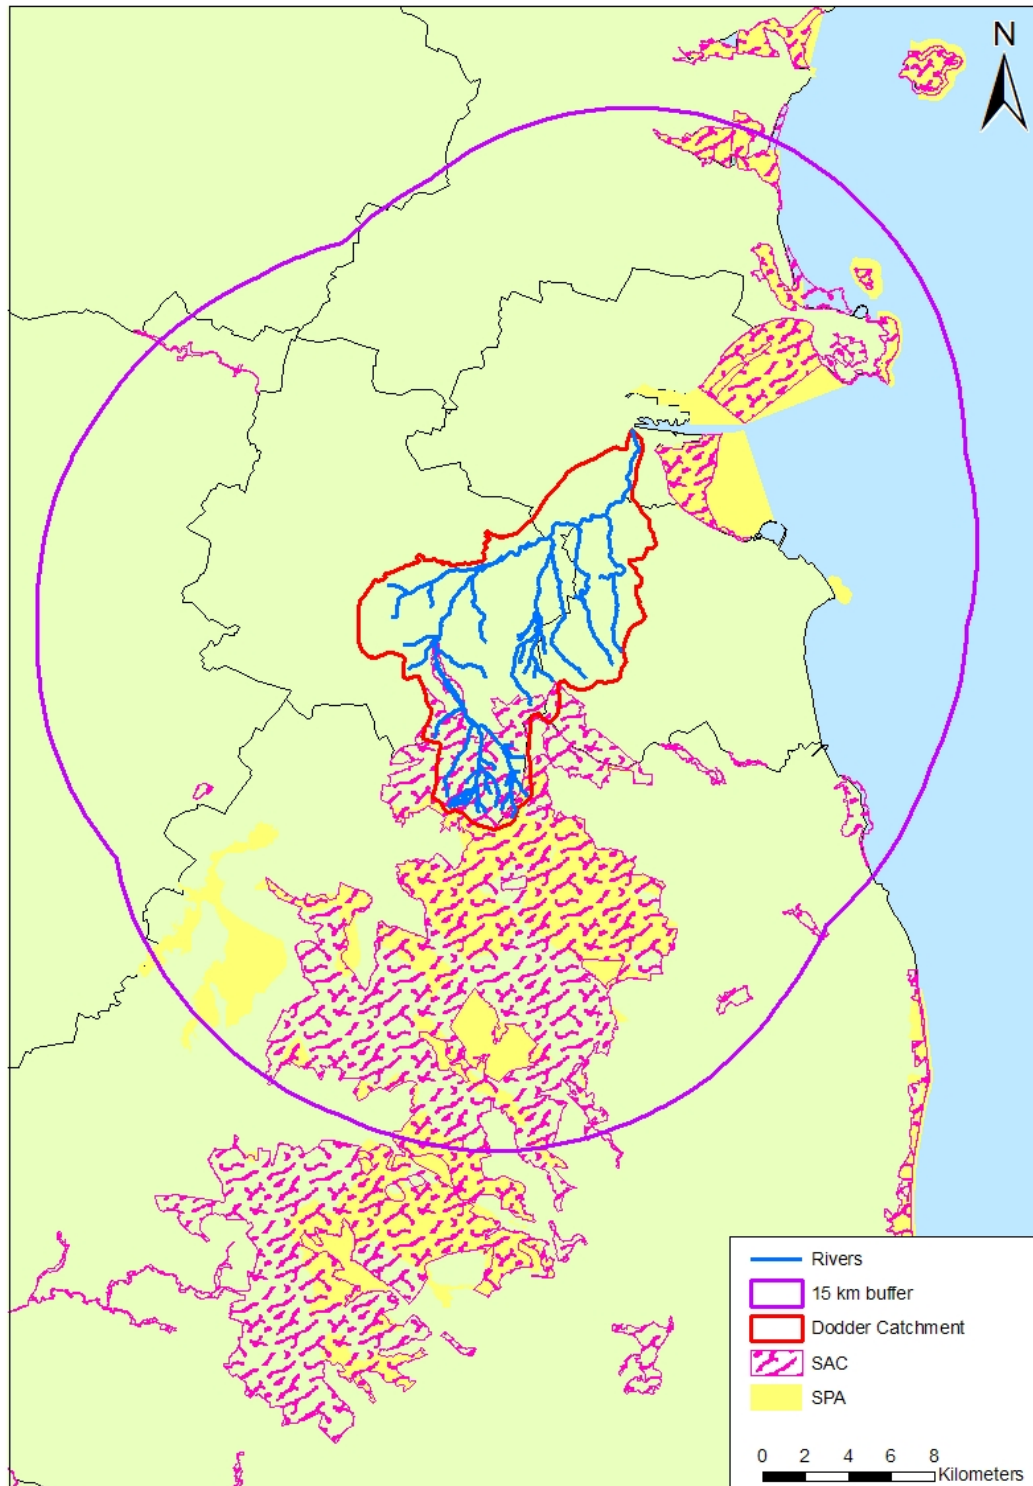 N
Rivers
15 km buffer
Dodder Catchment
SAC
SPA
0 2 4 6 8
Kilometers